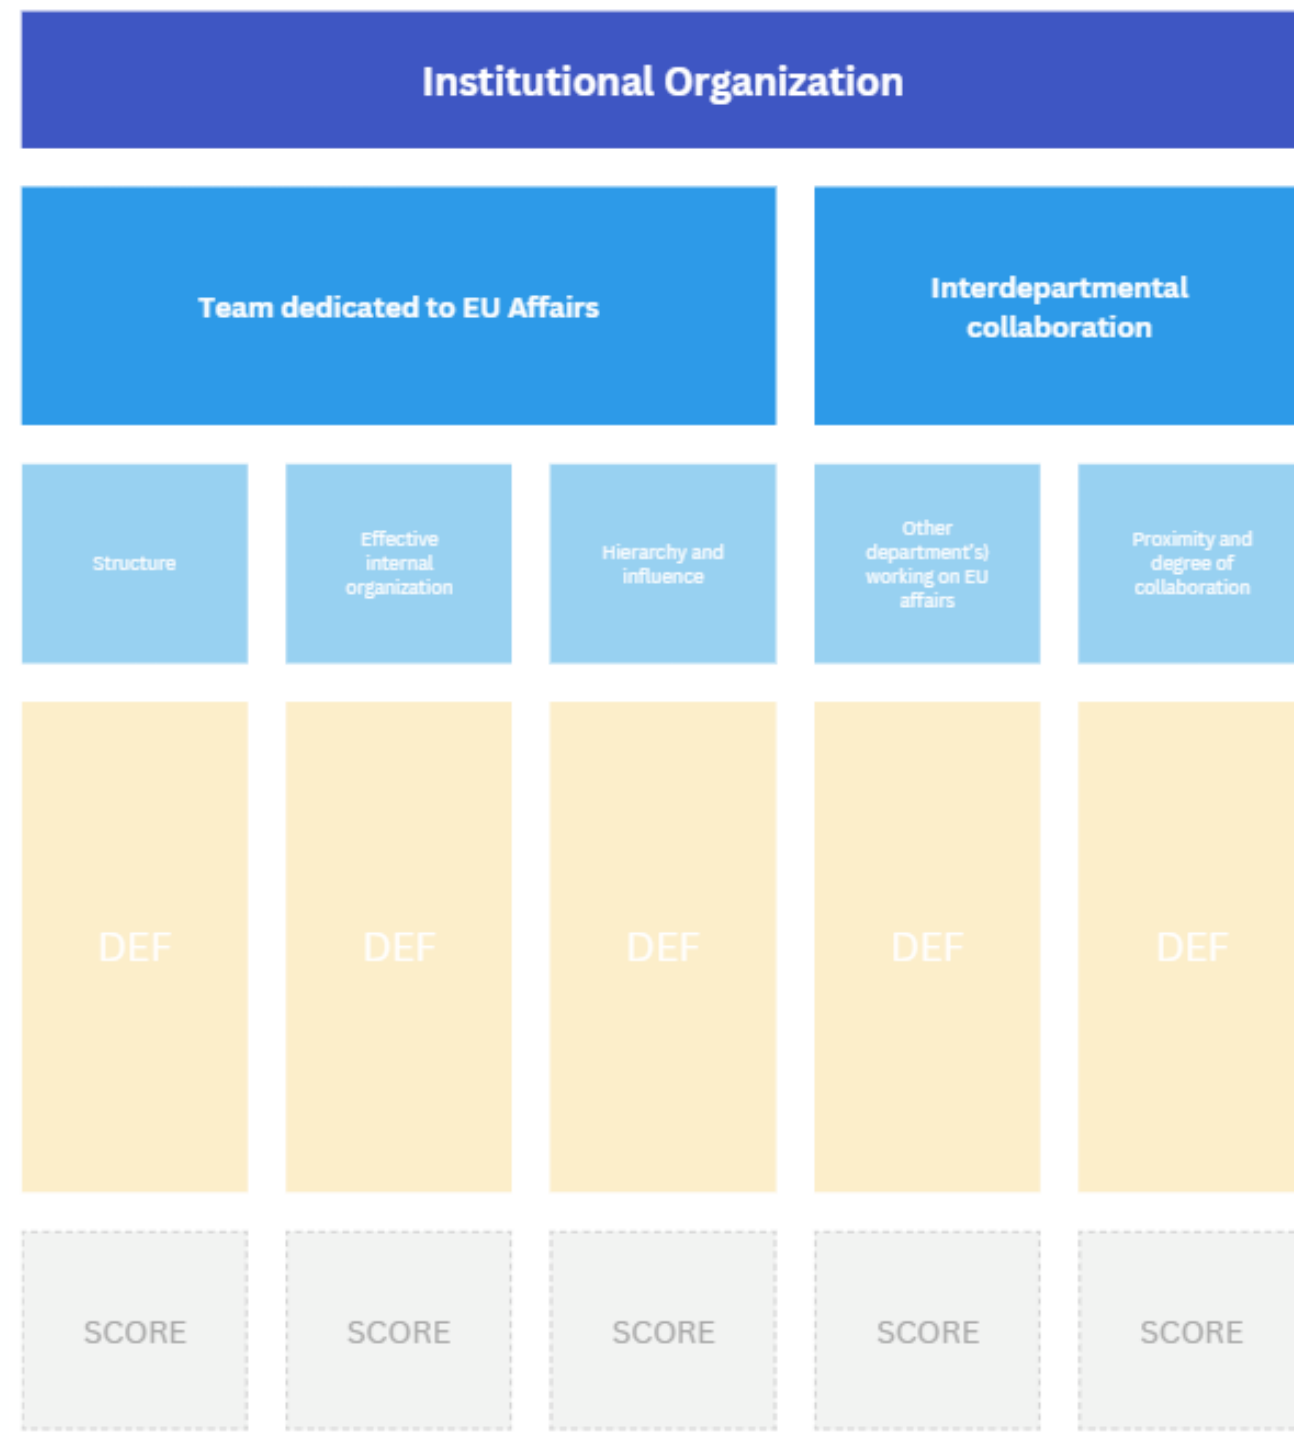 Institutional Organization
Team dedicated to EU Affairs
Interdepartmental
collaboration
Structure
Effective
internal
organization
Hierarchy and
influence
Other
department's)
working on EU
affairs
Proximity and
degree of
collaboration
DEF
DEF
DEF
DEF
DEF
SCORE
SCORE
SCORE
SCORE
SCORE